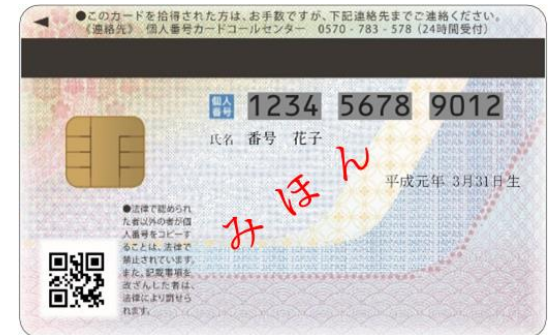 ●このカードを拾得された方は、お手数ですが、下記連絡先までご連絡ください。
《連絡先》 個人番号カードコールセンター 0570-783-578 (24時間受付)
個人番号 1234 5678 9012
氏名 番号 花子
平成元年 3月31日生
みほん
●法律で認められ
た者以外の者が個
人番号をコピーす
ることは、法律で
禁止されています。
また、記載事項を
改ざんした者は、
法律により罰せら
れます。